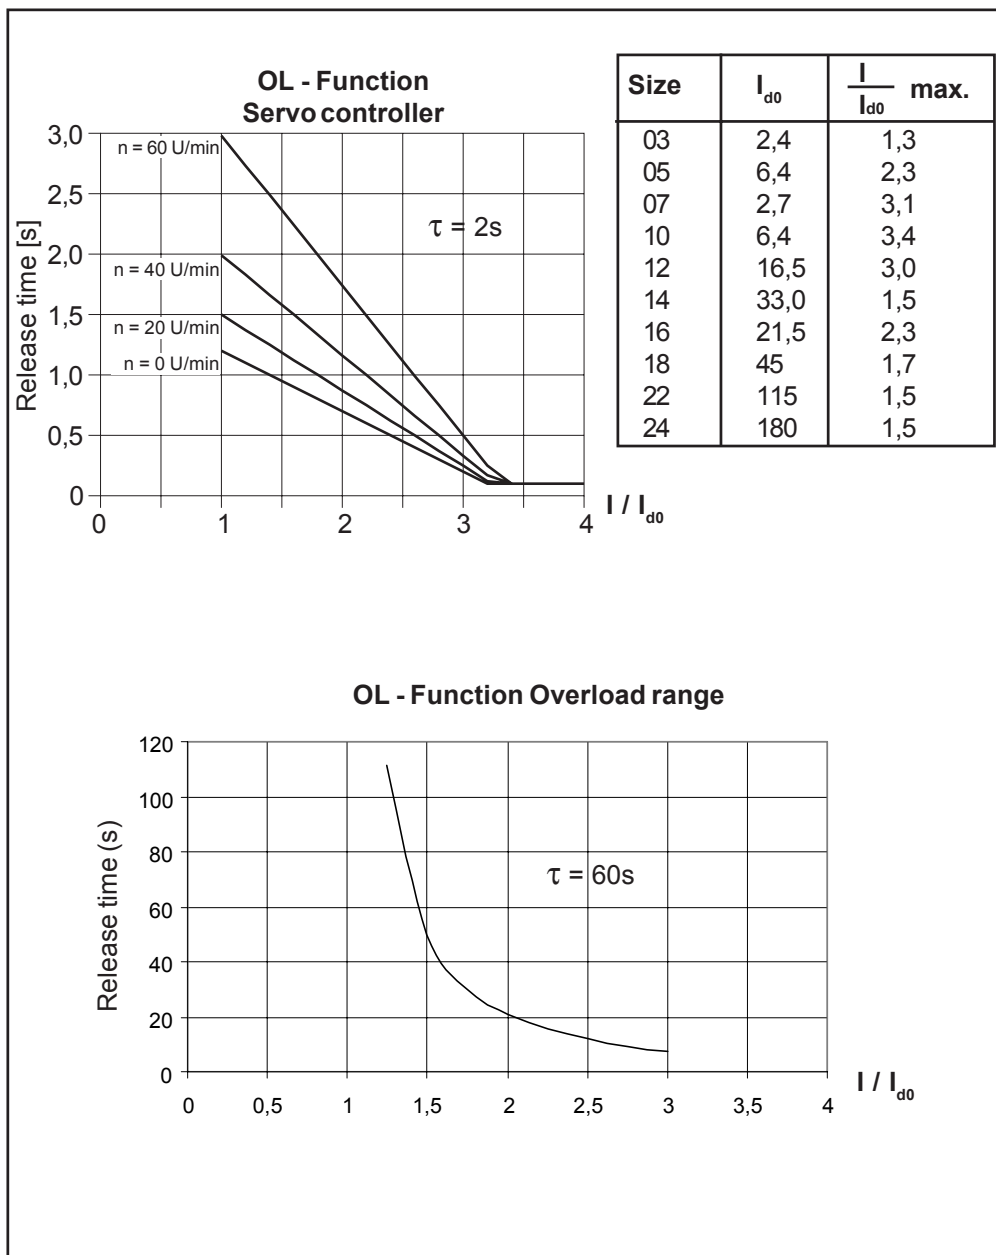 OL - Function
Servo controller
3,0
2,5
2,0
1,5
1,0
0,5
0
Release time [s]
n = 60 U/min
n = 40 U/min
n = 20 U/min
n = 0 U/min
τ = 2s
0 1 2 3 4
I / Id0
Size Id0 I / Id0 max.
03 2,4 1,3
05 6,4 2,3
07 2,7 3,1
10 6,4 3,4
12 16,5 3,0
14 33,0 1,5
16 21,5 2,3
18 45 1,7
22 115 1,5
24 180 1,5
OL - Function Overload range
120
100
80
60
40
20
0
Release time (s)
τ = 60s
0 0,5 1 1,5 2 2,5 3 3,5 4
I / Id0